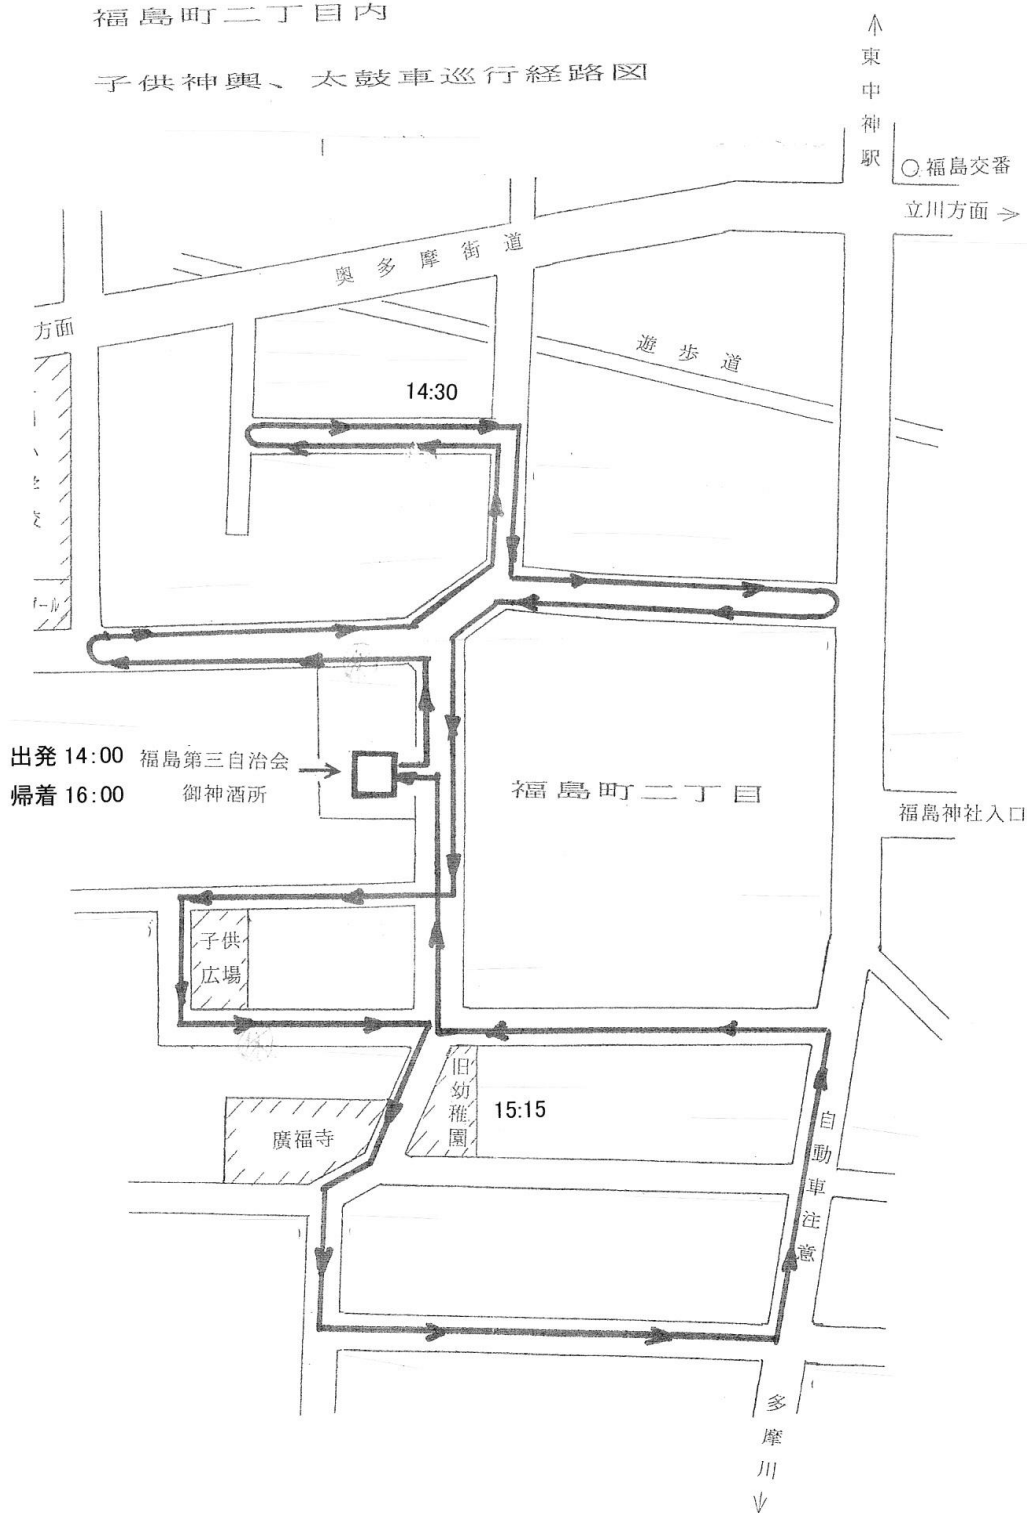 福島町二丁目内
子供神輿、太鼓車巡行経路図
東中神駅
福島交番
立川方面
奥多摩街道
方面
遊歩道
14:30
出発 14:00
帰着 16:00
福島第三自治会
御神酒所
福島町二丁目
福島神社入口
子供
広場
旧幼稚園
15:15
廣福寺
自動車注意
多摩川